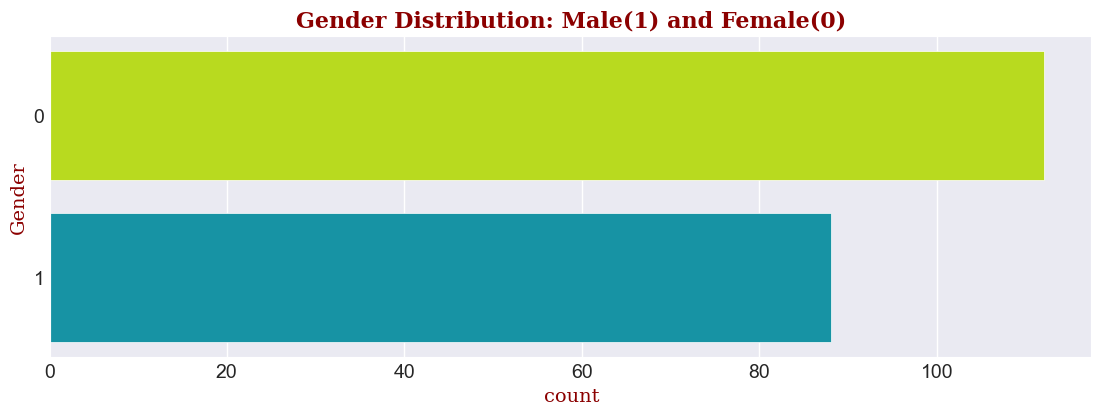 Gender Distribution: Male(1) and Female(0)
Gender
0
1
0 20 40 60 80 100
count